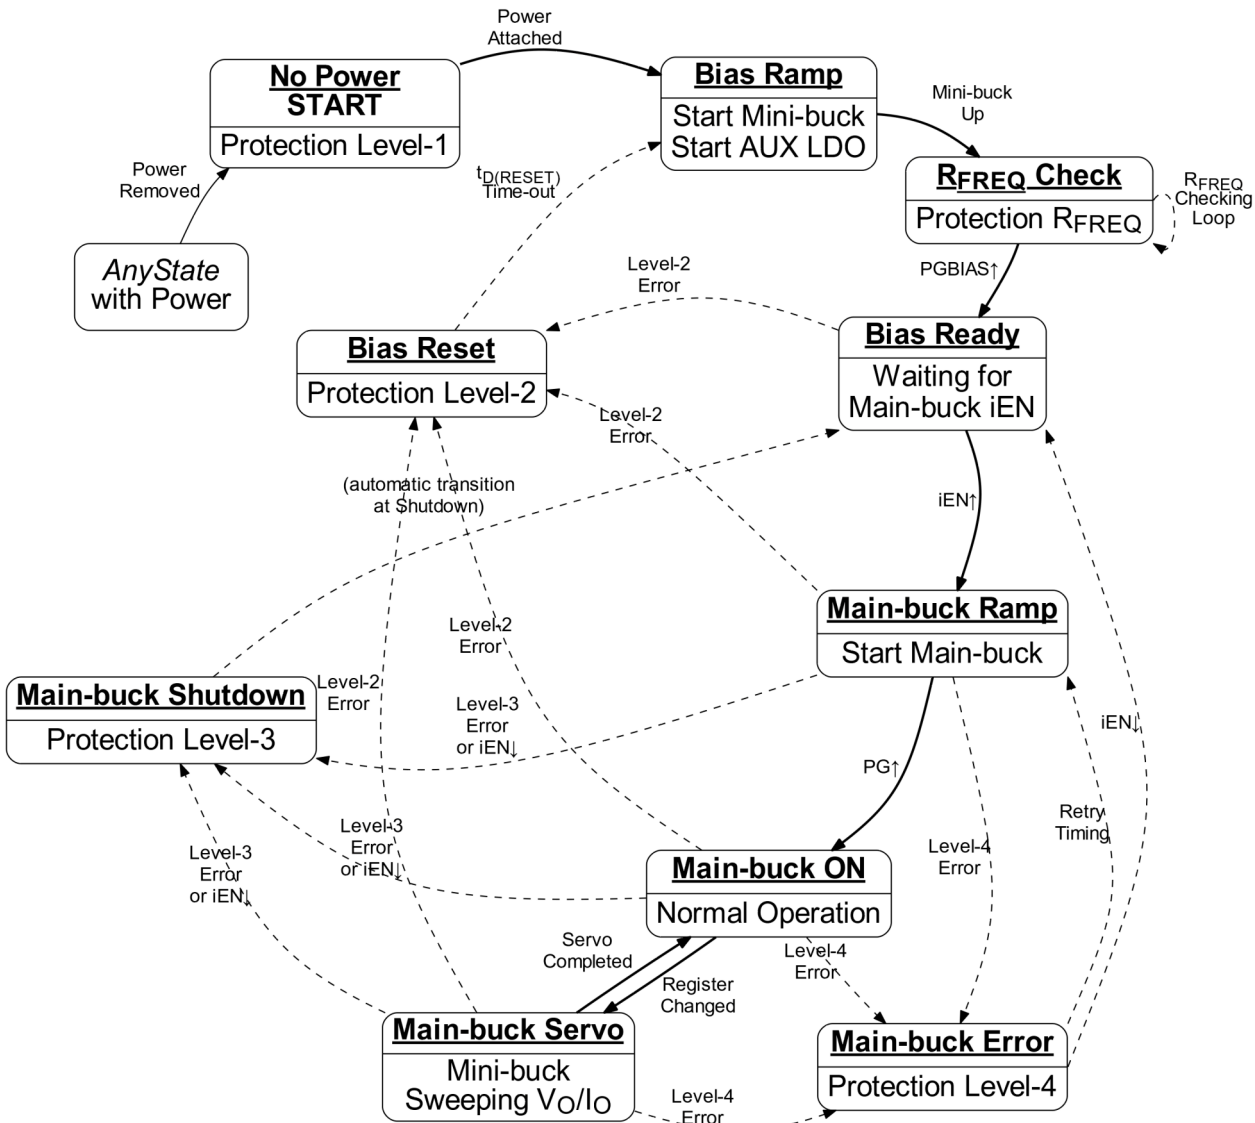 Power
Attached
No Power
START
Protection Level-1
Bias Ramp
Start Mini-buck
Start AUX LDO
Mini-buck
Up
Power
Removed
tD(RESET)
Time-out
RFREQ Check
Protection RFREQ
RFREQ
Checking
Loop
AnyState
with Power
Level-2
Error
PGBIAS↑
Bias Reset
Protection Level-2
Bias Ready
Waiting for
Main-buck iEN
Level-2
Error
(automatic transition
at Shutdown)
iEN↑
Main-buck Ramp
Start Main-buck
Level-2
Error
Main-buck Shutdown
Protection Level-3
Level-2
Error
Level-3
Error
or iEN↓
iEN↓
PG↑
Retry
Timing
Level-3
Error
or iEN↓
Level-3
Error
or iEN↓
Level-4
Error
Main-buck ON
Normal Operation
Servo
Completed
Level-4
Error
Register
Changed
Main-buck Servo
Mini-buck
Sweeping VO/IO
Main-buck Error
Protection Level-4
Level-4
Error